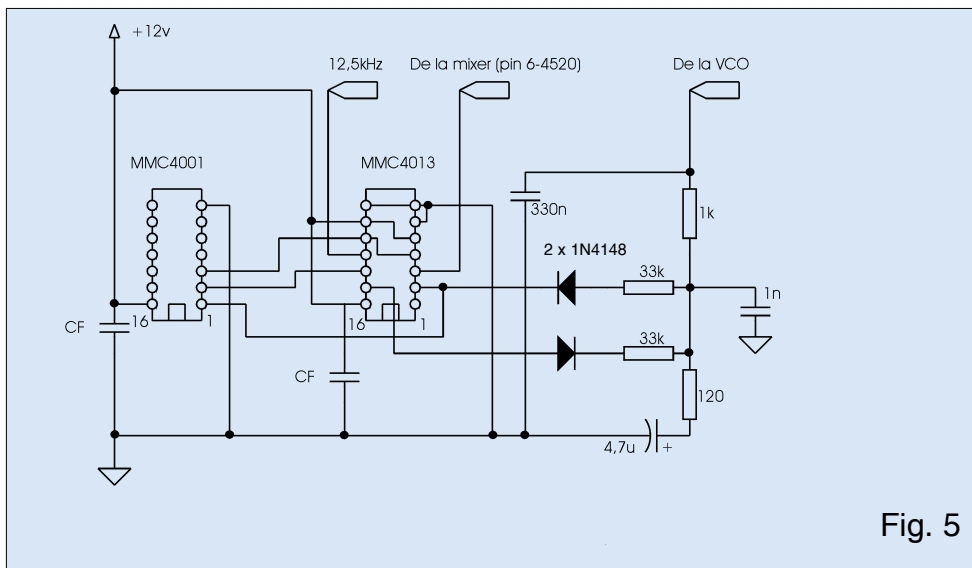 +12v
12,5kHz
De la mixer (pin 6-4520)
De la VCO
MMC4001
MMC4013
330n
1k
2 x 1N4148
33k
1n
CF
16
1
16
1
33k
CF
120
4,7u
+
Fig. 5